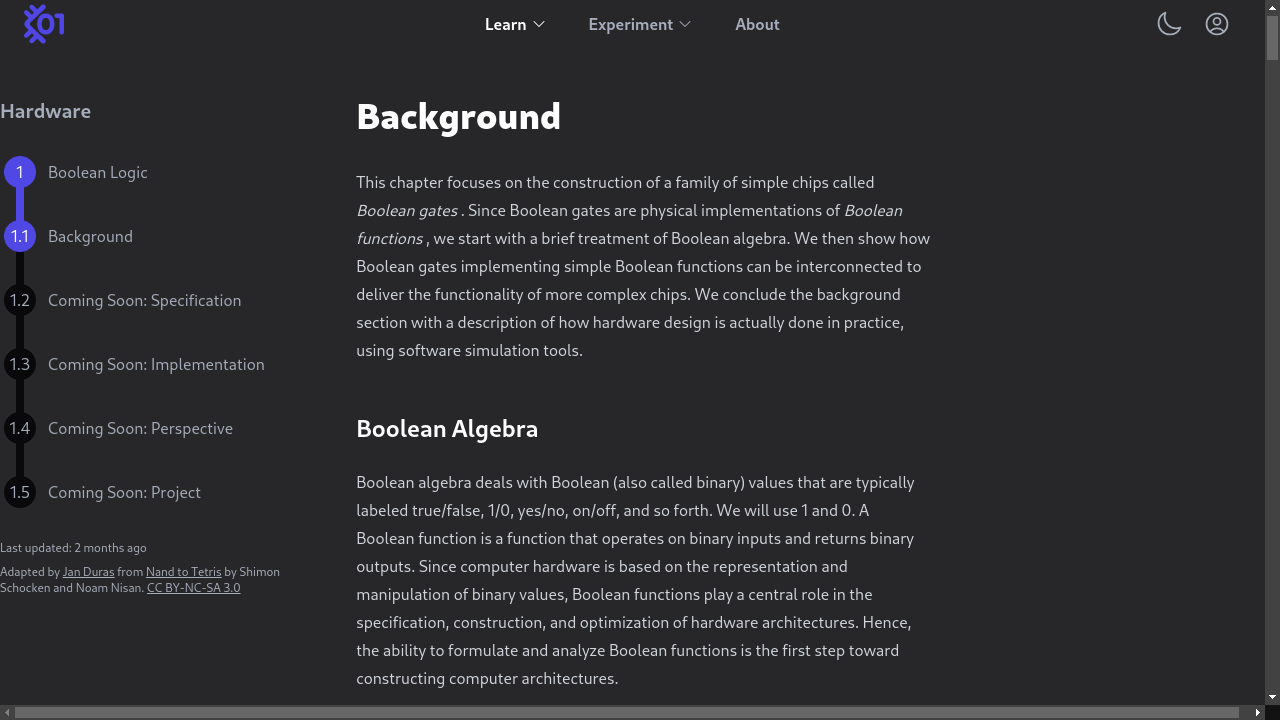 01
Learn
Experiment
About
Hardware
1 Boolean Logic
1.1 Background
1.2 Coming Soon: Specification
1.3 Coming Soon: Implementation
1.4 Coming Soon: Perspective
1.5 Coming Soon: Project
Last updated: 2 months ago
Adapted by Jan Duras from Nand to Tetris by Shimon
Schocken and Noam Nisan. CC BY-NC-SA 3.0
Background
This chapter focuses on the construction of a family of simple chips called
Boolean gates . Since Boolean gates are physical implementations of Boolean
functions , we start with a brief treatment of Boolean algebra. We then show how
Boolean gates implementing simple Boolean functions can be interconnected to
deliver the functionality of more complex chips. We conclude the background
section with a description of how hardware design is actually done in practice,
using software simulation tools.
Boolean Algebra
Boolean algebra deals with Boolean (also called binary) values that are typically
labeled true/false, 1/0, yes/no, on/off, and so forth. We will use 1 and 0. A
Boolean function is a function that operates on binary inputs and returns binary
outputs. Since computer hardware is based on the representation and
manipulation of binary values, Boolean functions play a central role in the
specification, construction, and optimization of hardware architectures. Hence,
the ability to formulate and analyze Boolean functions is the first step toward
constructing computer architectures.